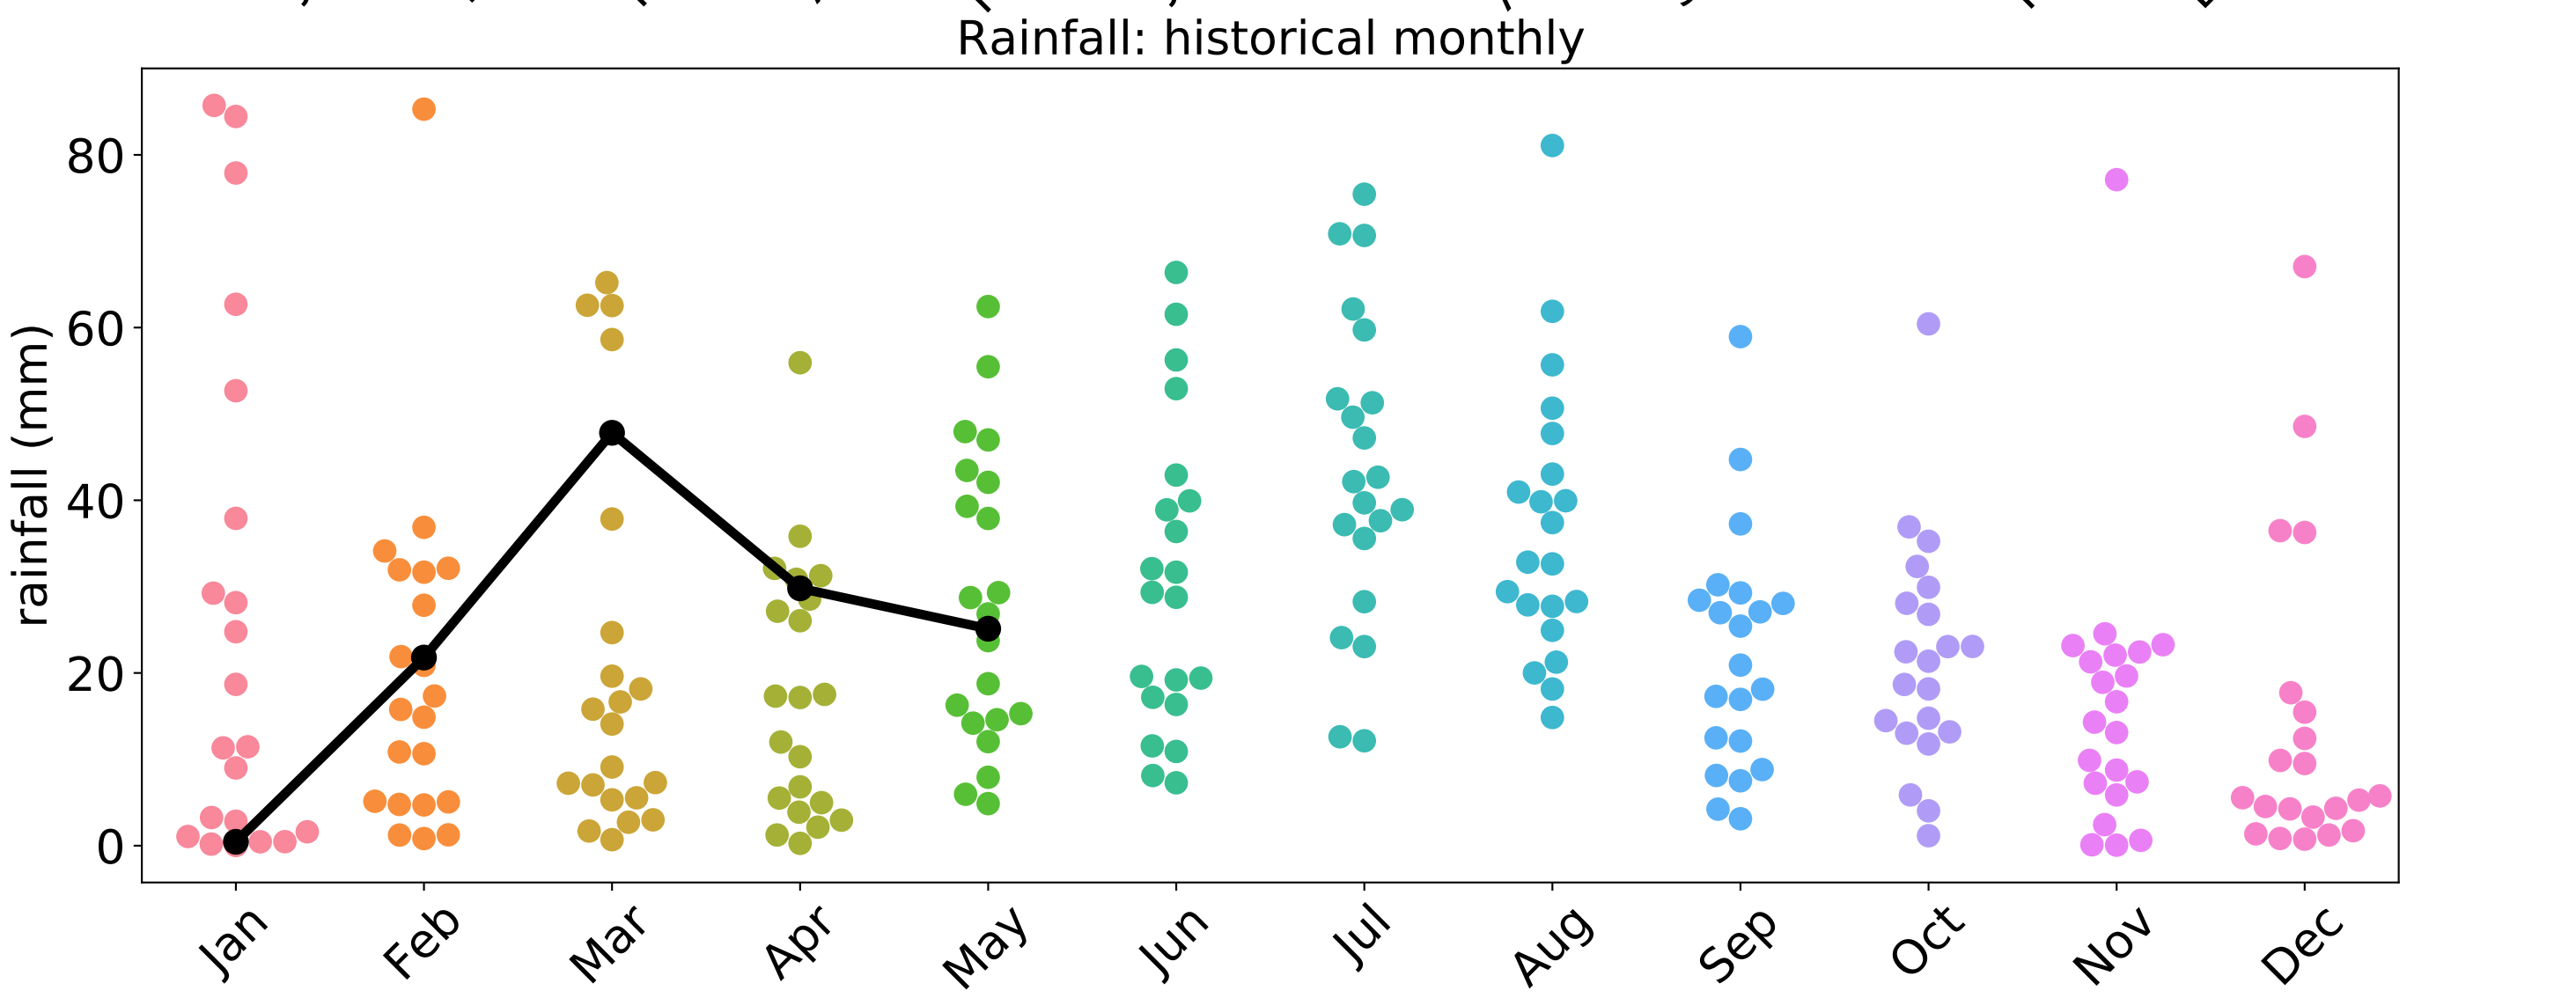 Rainfall: historical monthly
rainfall (mm)
80
60
40
20
0
Jan
Feb
Mar
Apr
May
Jun
Jul
Aug
Sep
Oct
Nov
Dec